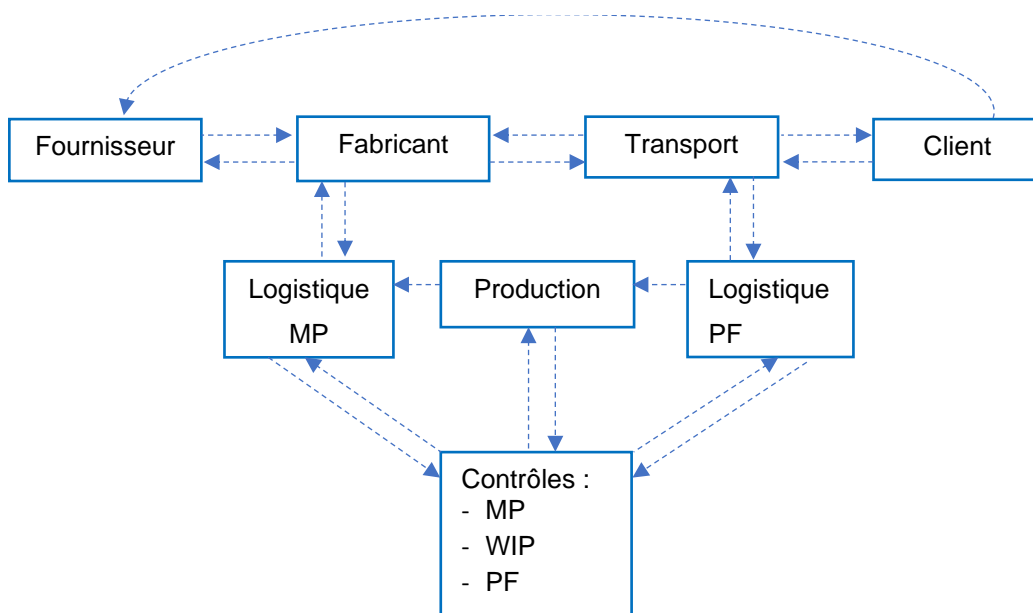 Fournisseur
Fabricant
Transport
Client
Logistique
MP
Production
Logistique
PF
Contrôles :
- MP
- WIP
- PF